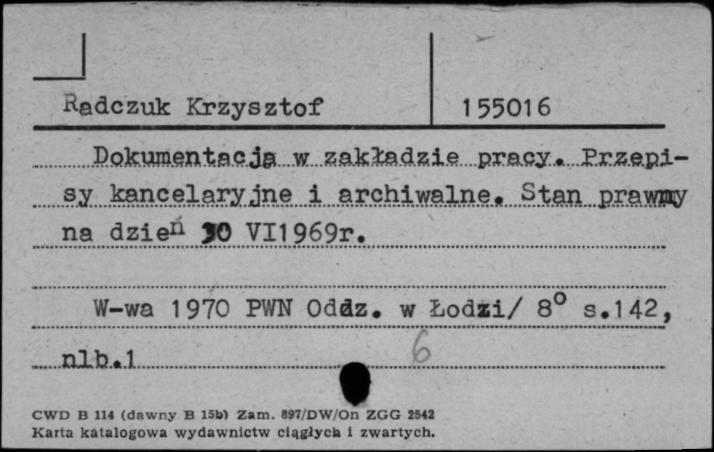 Radczuk Krzysztof 155016
Dokumentacja w zakładzie pracy. Przepi-
sy kancelaryjne i archiwalne. Stan prawny
na dzień 30 VI1969r.
W-wa 1970 PWN Oddz. w Łodzi/ 8° s.142,
nlb.1 6
CWD B 114 (dawny B 15b) Zam. 897/DW/On ZGG 2542
Karta katalogowa wydawnictw ciągłych i zwartych.